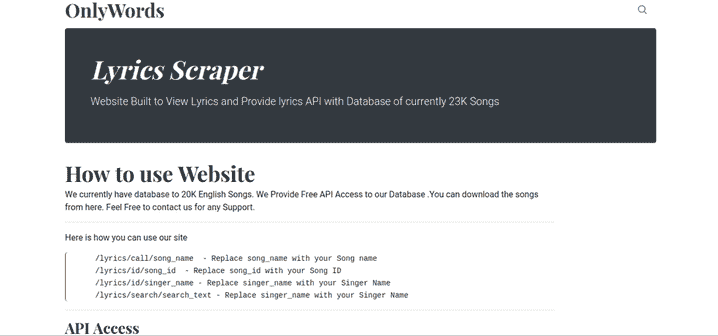 OnlyWords
Lyrics Scraper
Website Built to View Lyrics and Provide lyrics API with Database of currently 23K Songs
How to use Website
We currently have database to 20K English Songs. We Provide Free API Access to our Database .You can download the songs
from here. Feel Free to contact us for any Support.
Here is how you can use our site
/lyrics/call/song_name  - Replace song_name with your Song name
/lyrics/id/song_id  - Replace song_id with your Song ID
/lyrics/id/singer_name - Replace singer_name with your Singer Name
/lyrics/search/search_text - Replace singer_name with your Singer Name
API Access